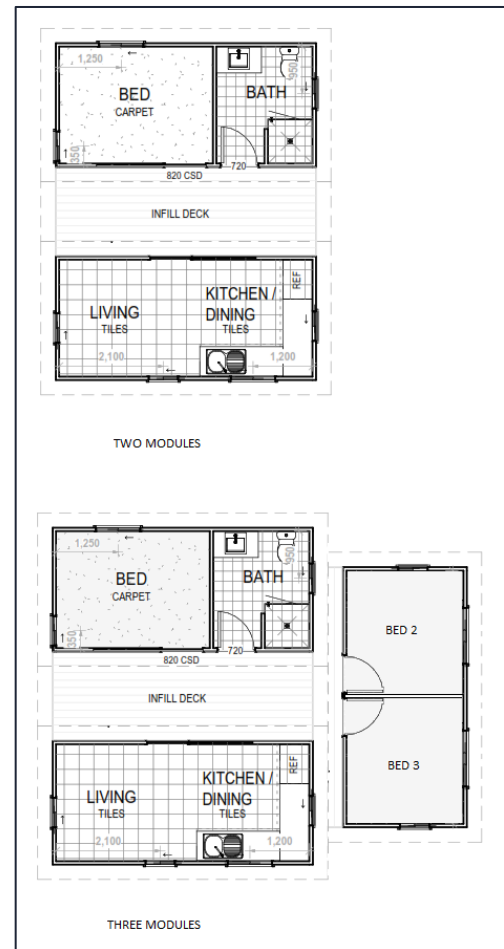 1,250
BED
CARPET
350
BATH
950
720
820 CSD
INFILL DECK
LIVING
TILES
KITCHEN /
DINING
TILES
REF
2,100
1,200
TWO MODULES
1,250
BED
CARPET
350
BATH
950
720
820 CSD
INFILL DECK
LIVING
TILES
KITCHEN /
DINING
TILES
REF
2,100
1,200
BED 2
BED 3
THREE MODULES